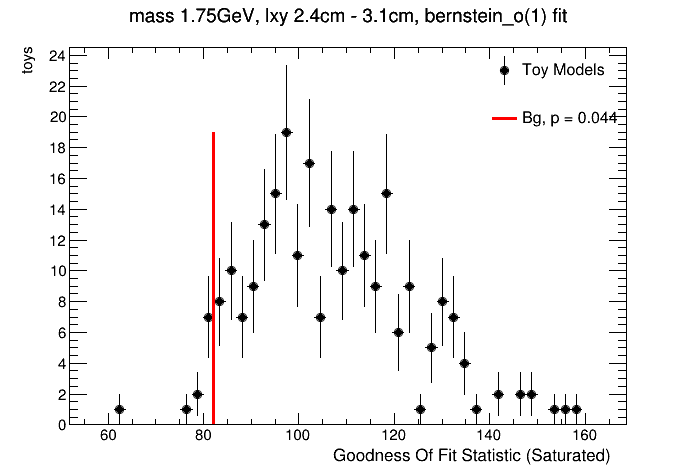 mass 1.75GeV, lxy 2.4cm - 3.1cm, bernstein_o(1) fit
toys
24
22
20
18
16
14
12
10
8
6
4
2
0
Toy Models
Bg, p = 0.044
60 80 100 120 140 160
Goodness Of Fit Statistic (Saturated)